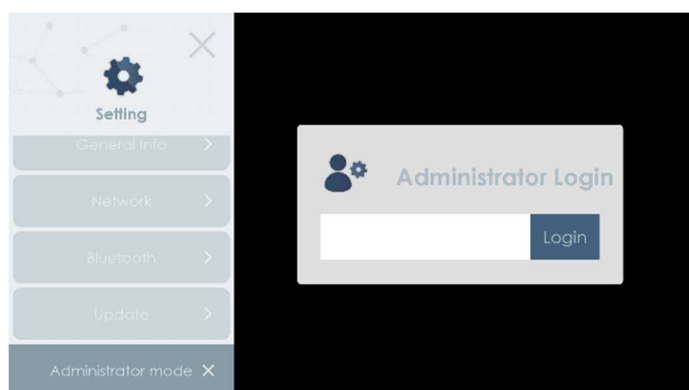 Setting
General Info
Network
Bluetooth
Update
Administrator mode
Administrator Login
Login